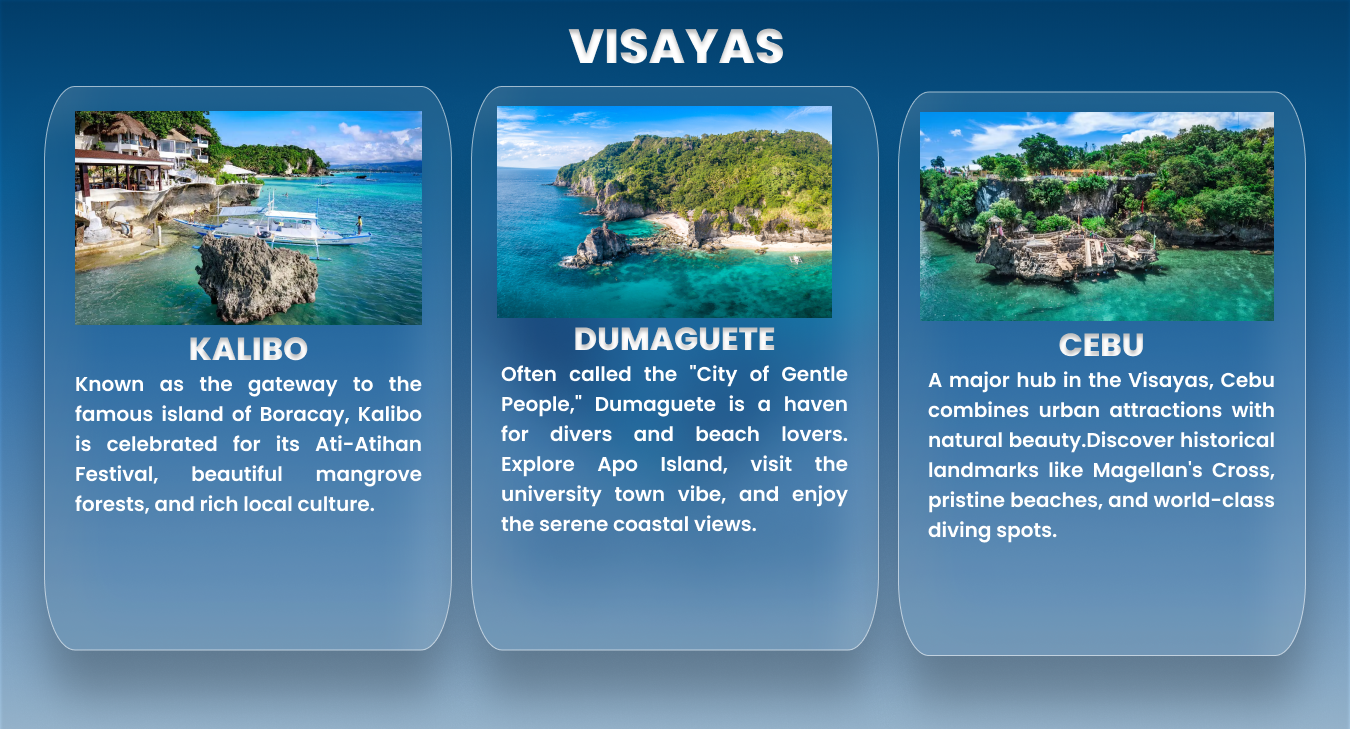 VISAYAS
KALIBO
Known as the gateway to the
famous island of Boracay, Kalibo
is celebrated for its Ati-Atihan
Festival, beautiful mangrove
forests, and rich local culture.
DUMAGUETE
Often called the "City of Gentle
People," Dumaguete is a haven
for divers and beach lovers.
Explore Apo Island, visit the
university town vibe, and enjoy
the serene coastal views.
CEBU
A major hub in the Visayas, Cebu
combines urban attractions with
natural beauty.Discover historical
landmarks like Magellan's Cross,
pristine beaches, and world-class
diving spots.